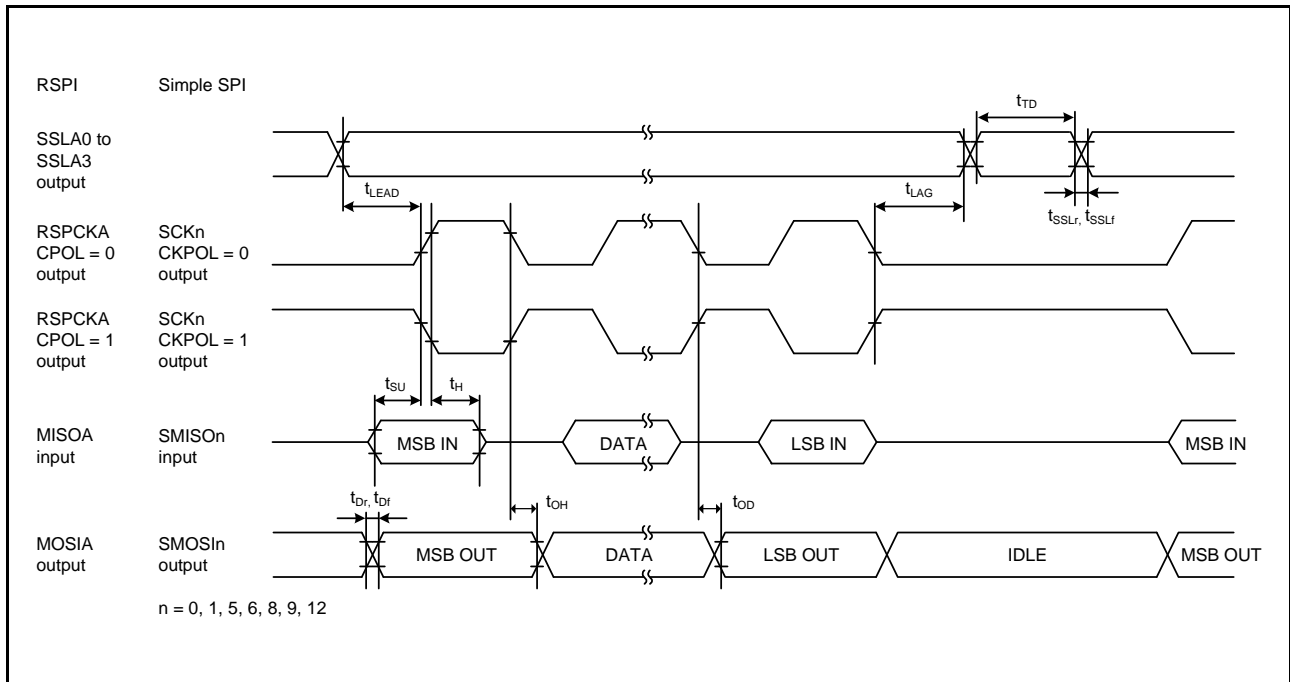 RSPI Simple SPI
tTD
SSLA0 to
SSLA3
output
tLEAD
tLAG
tSSLr, tSSLf
RSPCKA SCKn
CPOL = 0 CKPOL = 0
output output
RSPCKA SCKn
CPOL = 1 CKPOL = 1
output output
tSU tH
MISOA SMISOn
input input
MSB IN DATA LSB IN MSB IN
tDr, tDf
tOH tOD
MOSIA SMOSIn
output output
MSB OUT DATA LSB OUT IDLE MSB OUT
n = 0, 1, 5, 6, 8, 9, 12